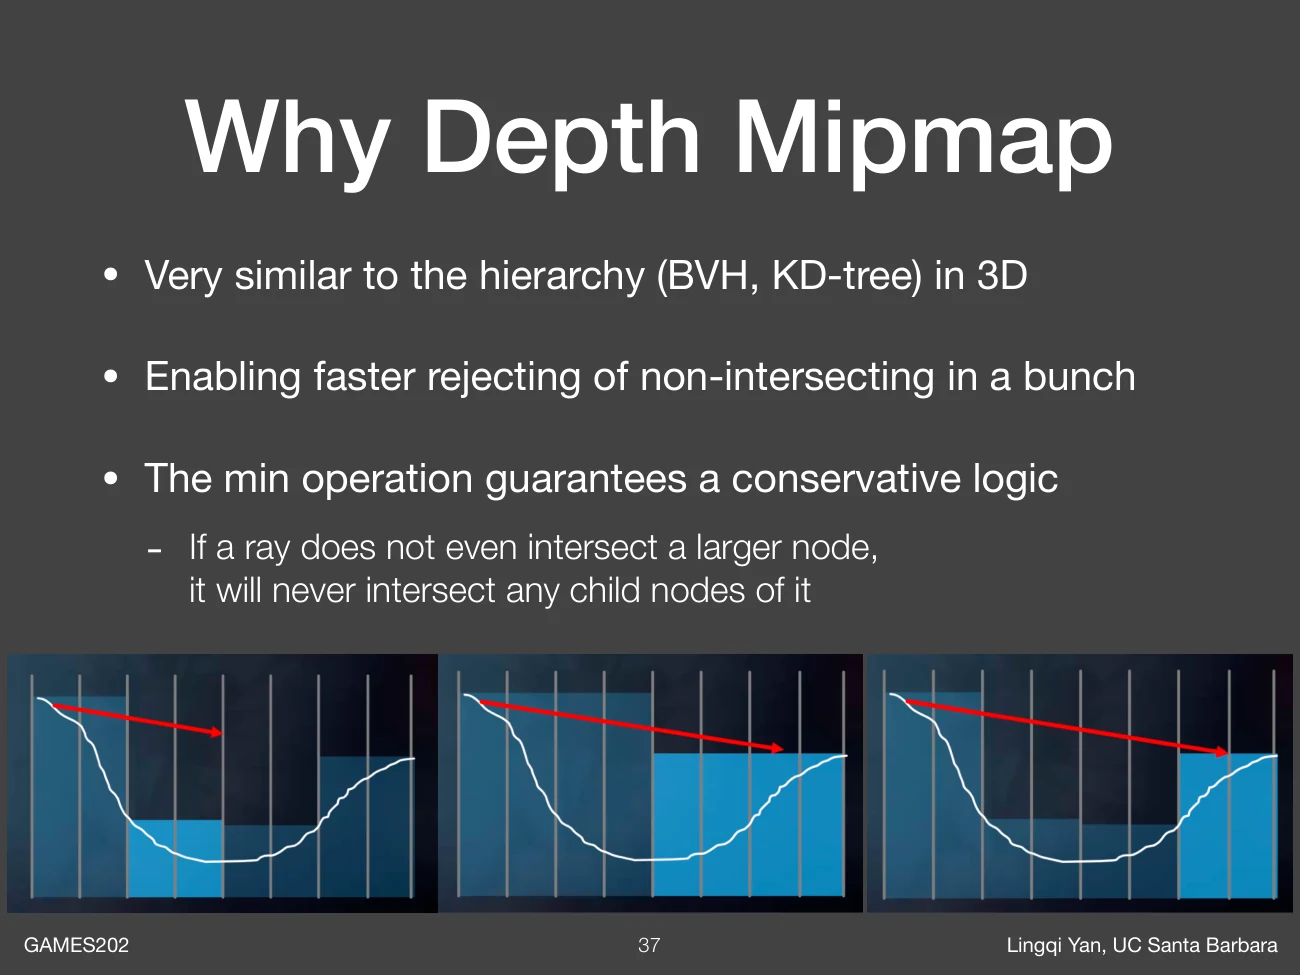 Why Depth Mipmap
• Very similar to the hierarchy (BVH, KD-tree) in 3D
• Enabling faster rejecting of non-intersecting in a bunch
• The min operation guarantees a conservative logic
- If a ray does not even intersect a larger node,
it will never intersect any child nodes of it
GAMES202
37
Lingqi Yan, UC Santa Barbara